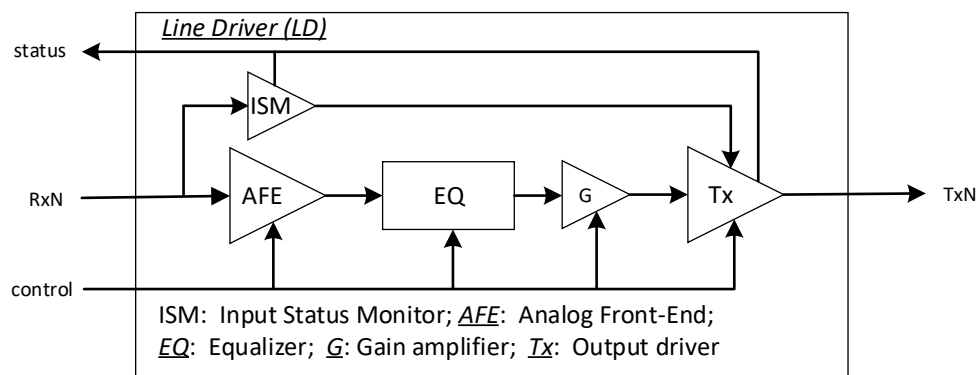 Line Driver (LD)
status
ISM
RxN
AFE
EQ
G
Tx
TxN
control
ISM: Input Status Monitor; AFE: Analog Front-End;
EQ: Equalizer; G: Gain amplifier; Tx: Output driver